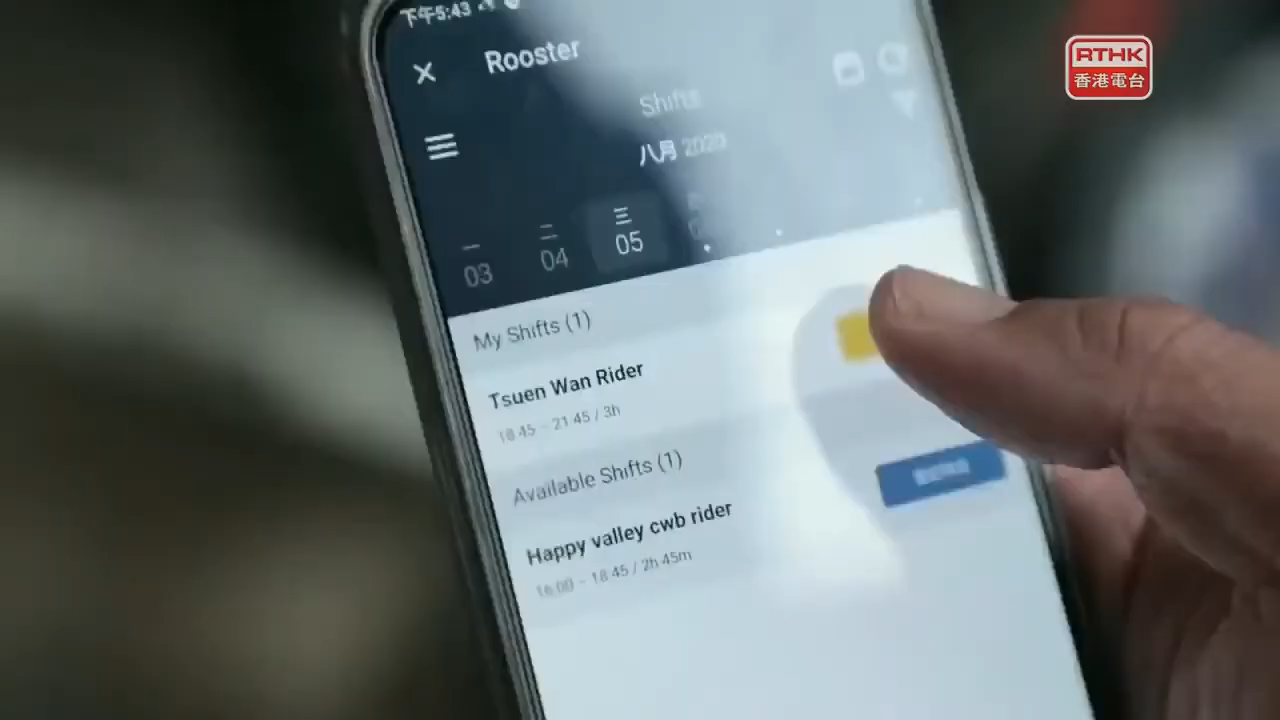 下午5:43
RTHK
香港電台
Rooster
Shifts
八月 2020
一 二 三
03 04 05
My Shifts (1)
Tsuen Wan Rider
18:45 - 21:45 / 3h
Available Shifts (1)
Happy valley cwb rider
16:00 - 18:45 / 2h 45m